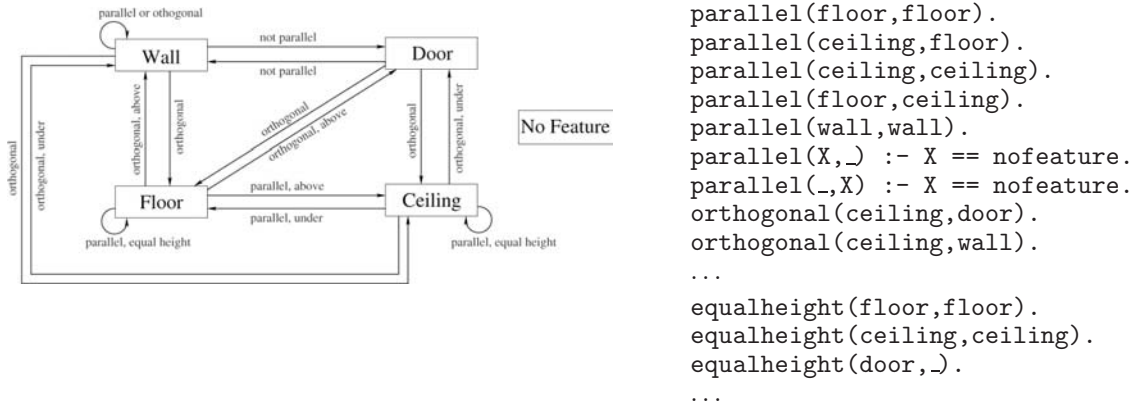 parallel or othogonal
Wall
not parallel
not parallel
Door
orthogonal
orthogonal, under
orthogonal, above
orthogonal
orthogonal
orthogonal, above
orthogonal
orthogonal, under
No Feature
Floor
parallel, above
parallel, under
Ceiling
parallel, equal height
parallel, equal height
parallel(floor,floor).
parallel(ceiling,floor).
parallel(ceiling,ceiling).
parallel(floor,ceiling).
parallel(wall,wall).
parallel(X,_) :- X == nofeature.
parallel(_,X) :- X == nofeature.
orthogonal(ceiling,door).
orthogonal(ceiling,wall).
...
equalheight(floor,floor).
equalheight(ceiling,ceiling).
equalheight(door,_).
...